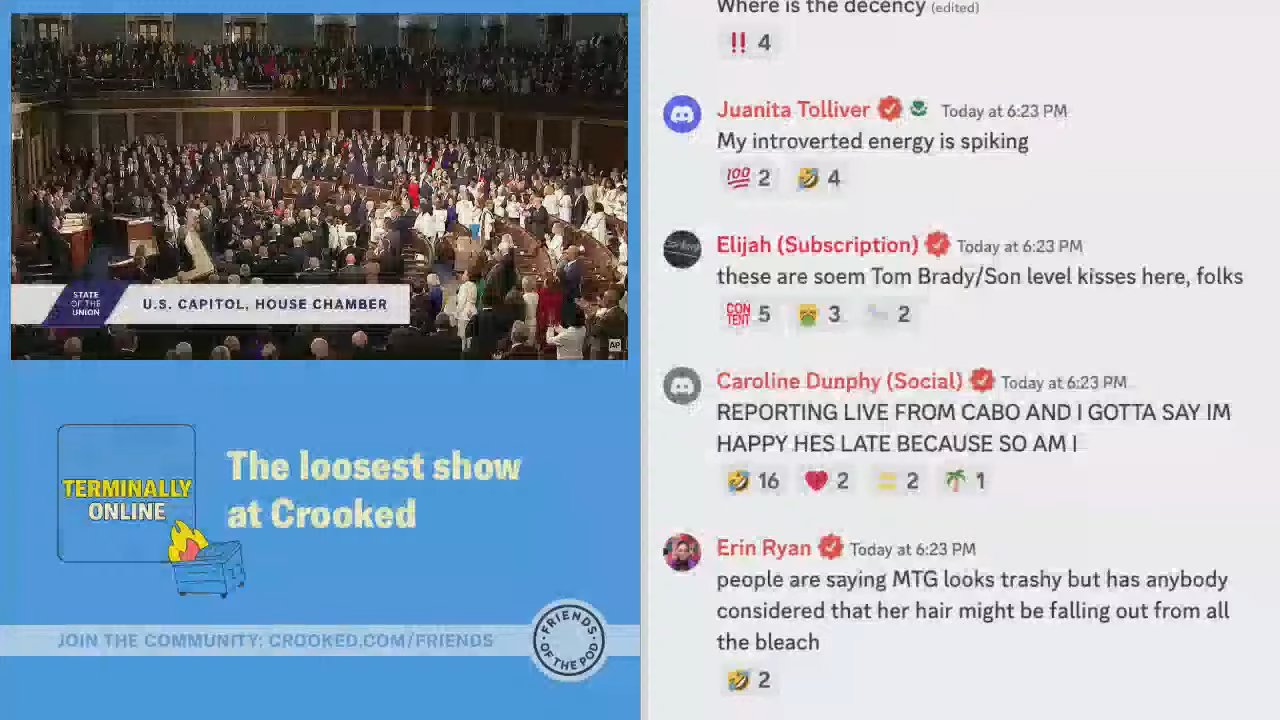 STATE
OF THE
UNION
U.S. CAPITOL, HOUSE CHAMBER
AP
TERMINALLY
ONLINE
The loosest show
at Crooked
JOIN THE COMMUNITY: CROOKED.COM/FRIENDS
FRIENDS
OF THE POD
Where is the decency (edited)
4
Juanita Tolliver Today at 6:23 PM
My introverted energy is spiking
100 2 4
Elijah (Subscription) Today at 6:23 PM
these are soem Tom Brady/Son level kisses here, folks
CON
TENT 5 3 2
Caroline Dunphy (Social) Today at 6:23 PM
REPORTING LIVE FROM CABO AND I GOTTA SAY IM
HAPPY HES LATE BECAUSE SO AM I
16 2 2 1
Erin Ryan Today at 6:23 PM
people are saying MTG looks trashy but has anybody
considered that her hair might be falling out from all
the bleach
2